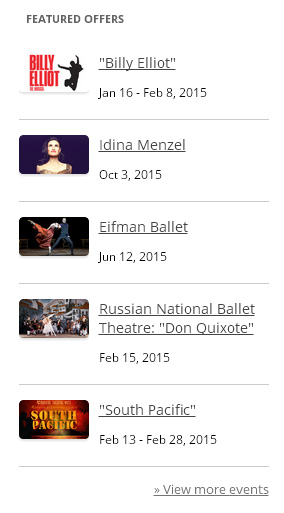 FEATURED OFFERS
BILLY
ELLIOT
THE MUSICAL
"Billy Elliot"
Jan 16 - Feb 8, 2015
Idina Menzel
Oct 3, 2015
Eifman Ballet
Jun 12, 2015
Russian National Ballet
Theatre: "Don Quixote"
Feb 15, 2015
SOUTH
PACIFIC
"South Pacific"
Feb 13 - Feb 28, 2015
» View more events